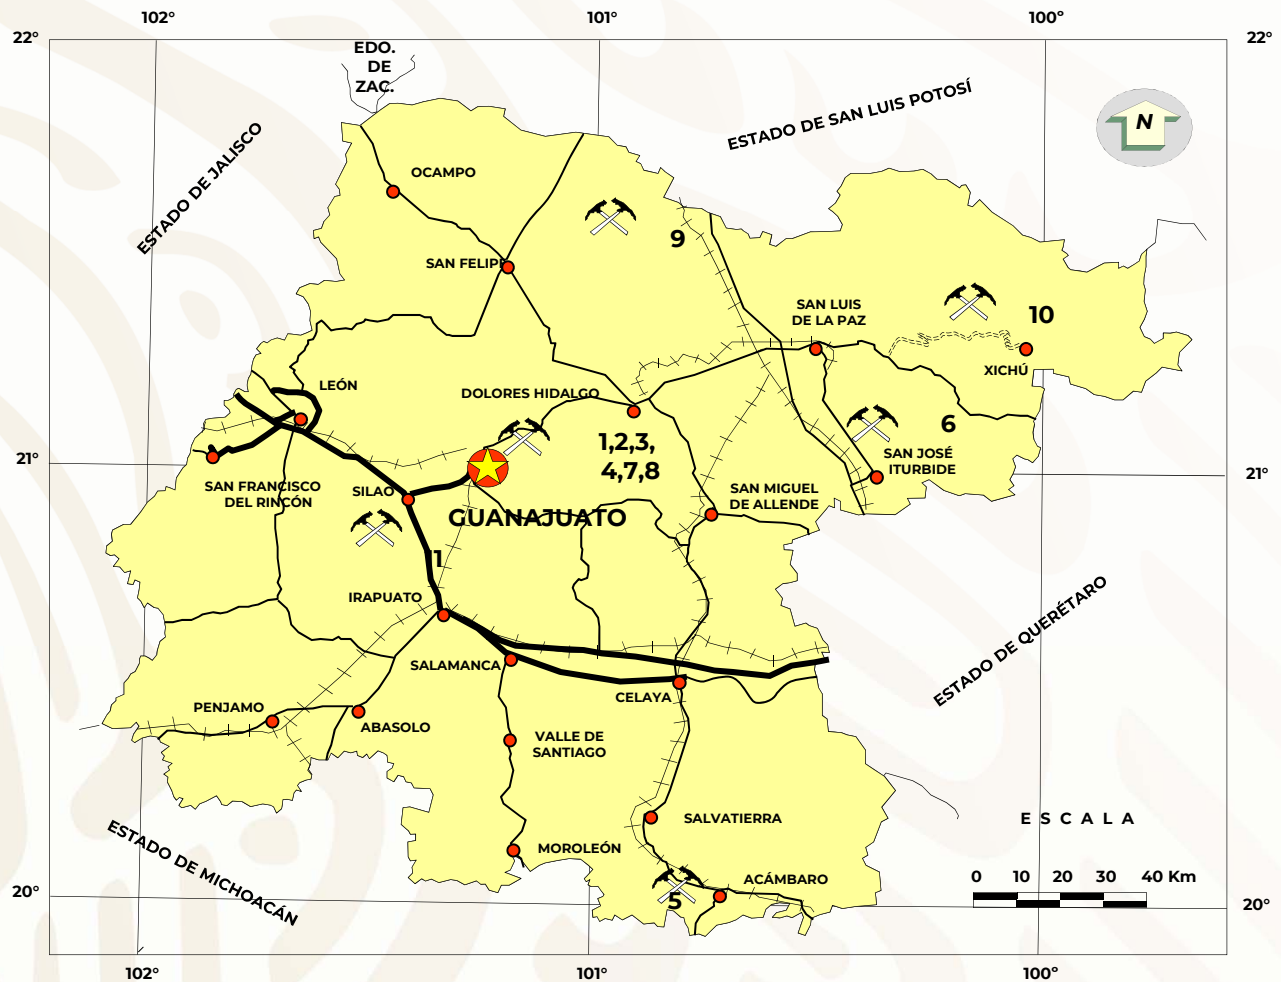 102°
101°
100°
22°
22°
EDO.
DE
ZAC.
ESTADO DE JALISCO
ESTADO DE SAN LUIS POTOSÍ
N
OCAMPO
9
SAN FELIPE
SAN LUIS
DE LA PAZ
10
XICHÚ
LEÓN
DOLORES HIDALGO
6
1,2,3,
4,7,8
SAN JOSÉ
ITURBIDE
21°
21°
SAN FRANCISCO
DEL RINCÓN
SILAO
SAN MIGUEL
DE ALLENDE
GUANAJUATO
11
IRAPUATO
ESTADO DE QUERÉTARO
SALAMANCA
CELAYA
PENJAMO
ABASOLO
VALLE DE
SANTIAGO
SALVATIERRA
ESCALA
ESTADO DE MICHOACÁN
MOROLEÓN
ACÁMBARO
5
0 10 20 30 40 Km
20°
20°
102°
101°
100°